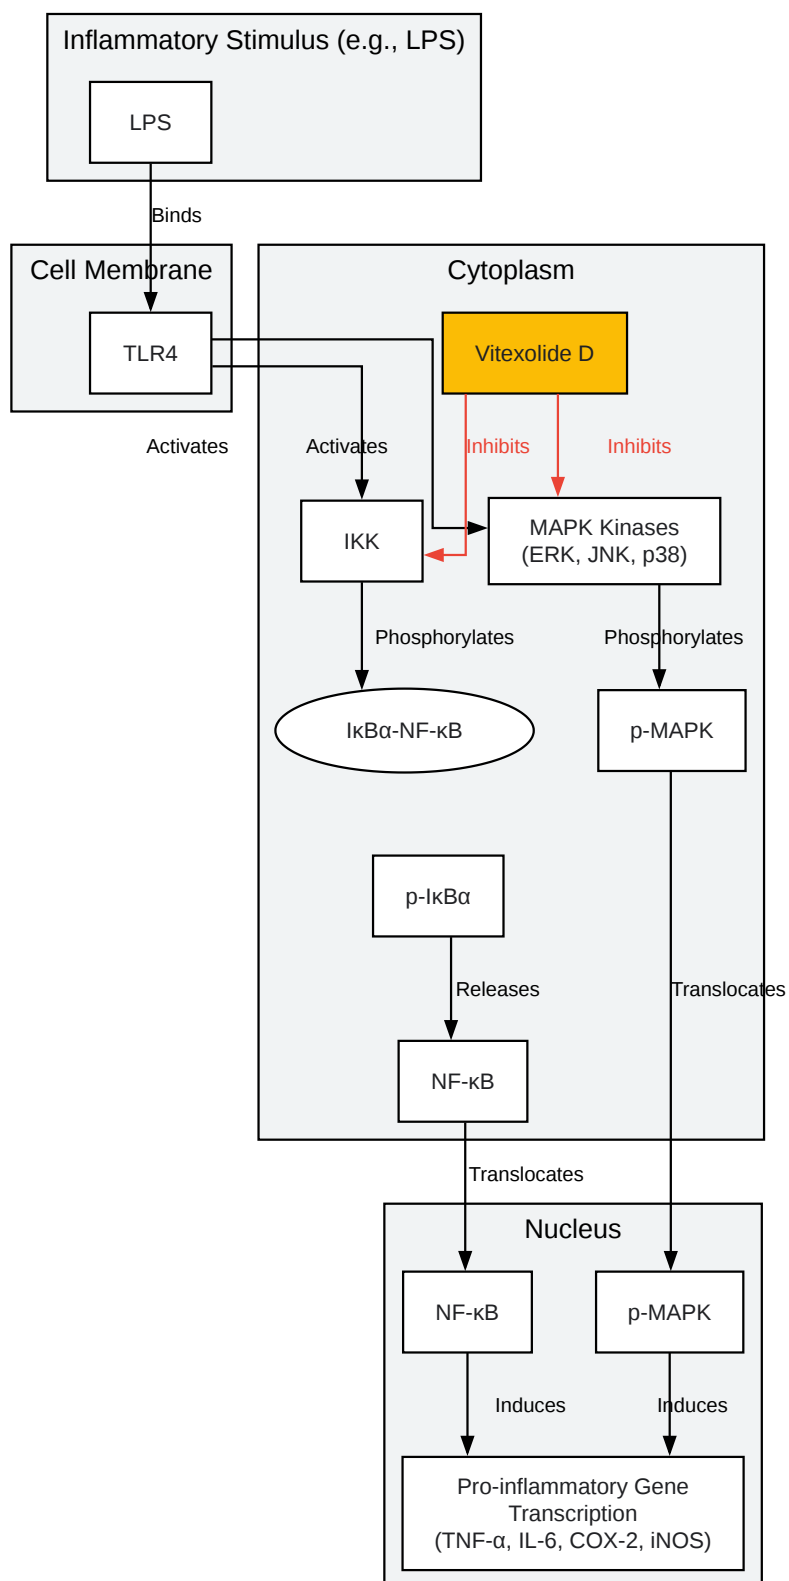 Inflammatory Stimulus (e.g., LPS)
LPS
Binds
Cell Membrane
Cytoplasm
TLR4
Vitexolide D
Activates
Activates
Inhibits
Inhibits
IKK
MAPK Kinases
(ERK, JNK, p38)
Phosphorylates
Phosphorylates
IκBα-NF-κB
p-MAPK
p-IκBα
Releases
Translocates
NF-κB
Translocates
Nucleus
NF-κB
p-MAPK
Induces
Induces
Pro-inflammatory Gene
Transcription
(TNF-α, IL-6, COX-2, iNOS)